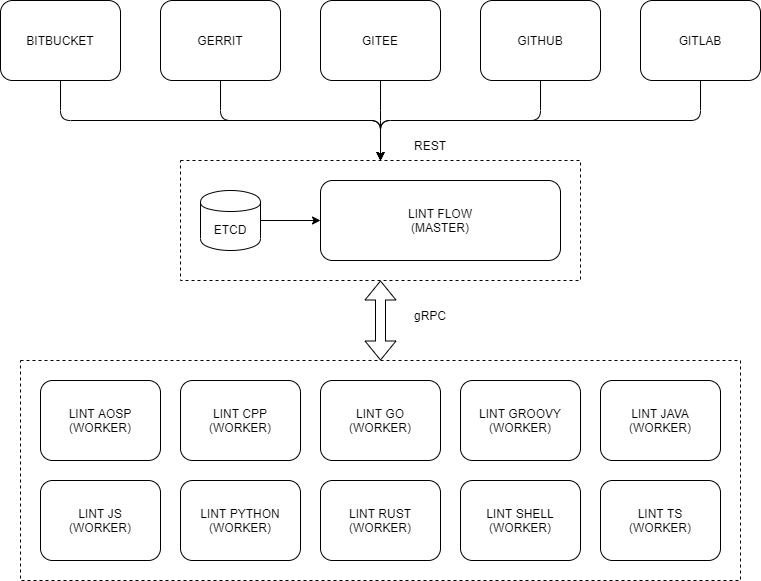 BITBUCKET
GERRIT
GITEE
GITHUB
GITLAB
REST
ETCD
LINT FLOW
(MASTER)
gRPC
LINT AOSP
(WORKER)
LINT CPP
(WORKER)
LINT GO
(WORKER)
LINT GROOVY
(WORKER)
LINT JAVA
(WORKER)
LINT JS
(WORKER)
LINT PYTHON
(WORKER)
LINT RUST
(WORKER)
LINT SHELL
(WORKER)
LINT TS
(WORKER)